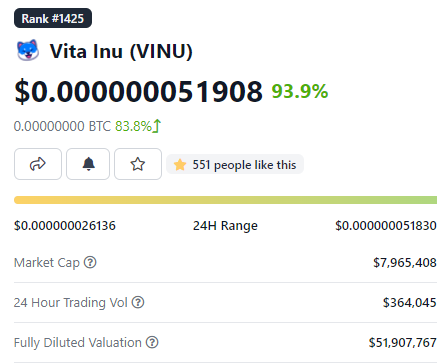 Rank #1425
Vita Inu (VINU)
$0.000000051908 93.9%
0.00000000 BTC 83.8%
551 people like this
$0.000000026136 24H Range $0.000000051830
Market Cap $7,965,408
24 Hour Trading Vol $364,045
Fully Diluted Valuation $51,907,767